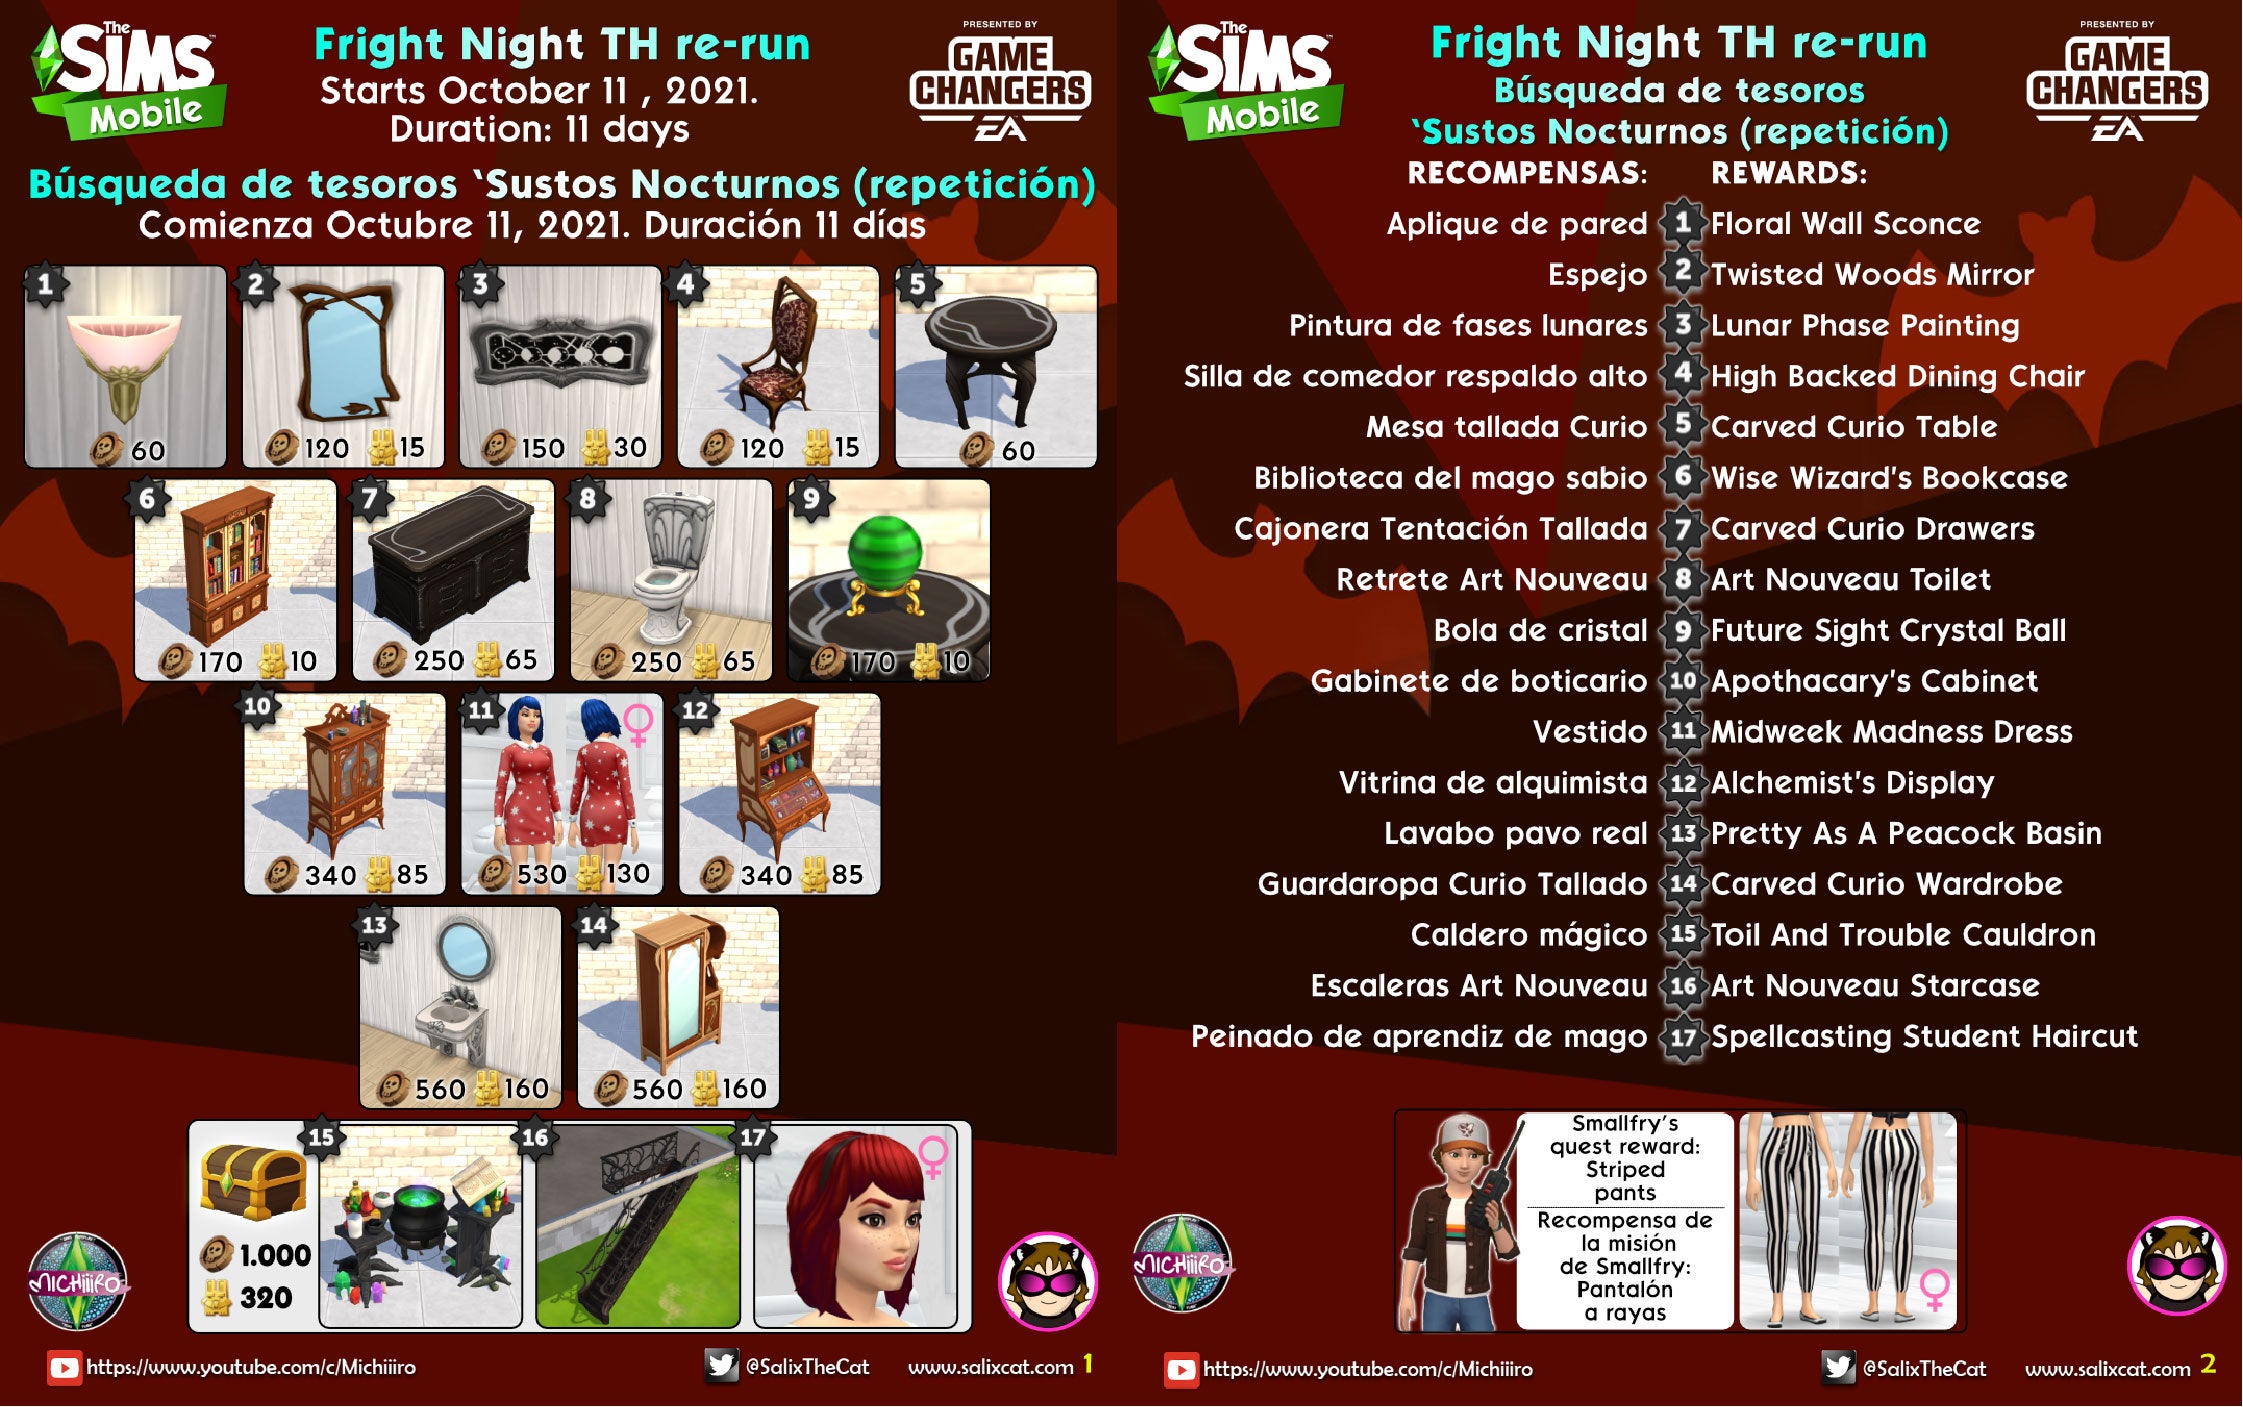 The
SiMS
Mobile
Fright Night TH re-run
Starts October 11 , 2021.
Duration: 11 days
PRESENTED BY
GAME
CHANGERS
EA
Búsqueda de tesoros ‘Sustos Nocturnos (repetición)
Comienza Octubre 11, 2021. Duración 11 días
1
60
2
120 15
3
150 30
4
120 15
5
60
6
170 10
7
250 65
8
250 65
9
170 10
10
340 85
11
530 130
12
340 85
13
560 160
14
560 160
1.000
320
15
16
17
MICHiiiRO
https://www.youtube.com/c/Michiiiro
@SalixTheCat
www.salixcat.com 1
The
SiMS
Mobile
Fright Night TH re-run
Búsqueda de tesoros
‘Sustos Nocturnos (repetición)
PRESENTED BY
GAME
CHANGERS
EA
RECOMPENSAS: REWARDS:
Aplique de pared 1 Floral Wall Sconce
Espejo 2 Twisted Woods Mirror
Pintura de fases lunares 3 Lunar Phase Painting
Silla de comedor respaldo alto 4 High Backed Dining Chair
Mesa tallada Curio 5 Carved Curio Table
Biblioteca del mago sabio 6 Wise Wizard's Bookcase
Cajonera Tentación Tallada 7 Carved Curio Drawers
Retrete Art Nouveau 8 Art Nouveau Toilet
Bola de cristal 9 Future Sight Crystal Ball
Gabinete de boticario 10 Apothacary's Cabinet
Vestido 11 Midweek Madness Dress
Vitrina de alquimista 12 Alchemist's Display
Lavabo pavo real 13 Pretty As A Peacock Basin
Guardaropa Curio Tallado 14 Carved Curio Wardrobe
Caldero mágico 15 Toil And Trouble Cauldron
Escaleras Art Nouveau 16 Art Nouveau Starcase
Peinado de aprendiz de mago 17 Spellcasting Student Haircut
Smallfry's
quest reward:
Striped
pants
Recompensa de
la misión
de Smallfry:
Pantalón
a rayas
MICHiiiRO
https://www.youtube.com/c/Michiiiro
@SalixTheCat
www.salixcat.com 2